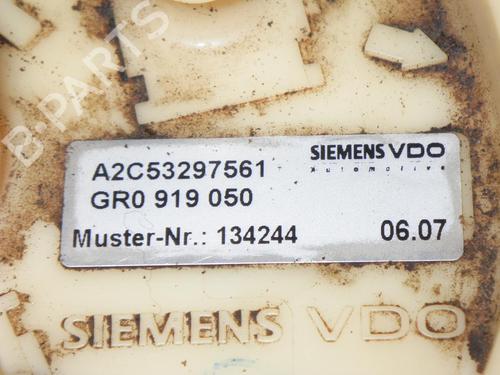 B-PARTS
A2C53297561
SIEMENS VDO
Automotive
GR0 919 050
Muster-Nr.: 134244
06.07
SIEMENS VDO